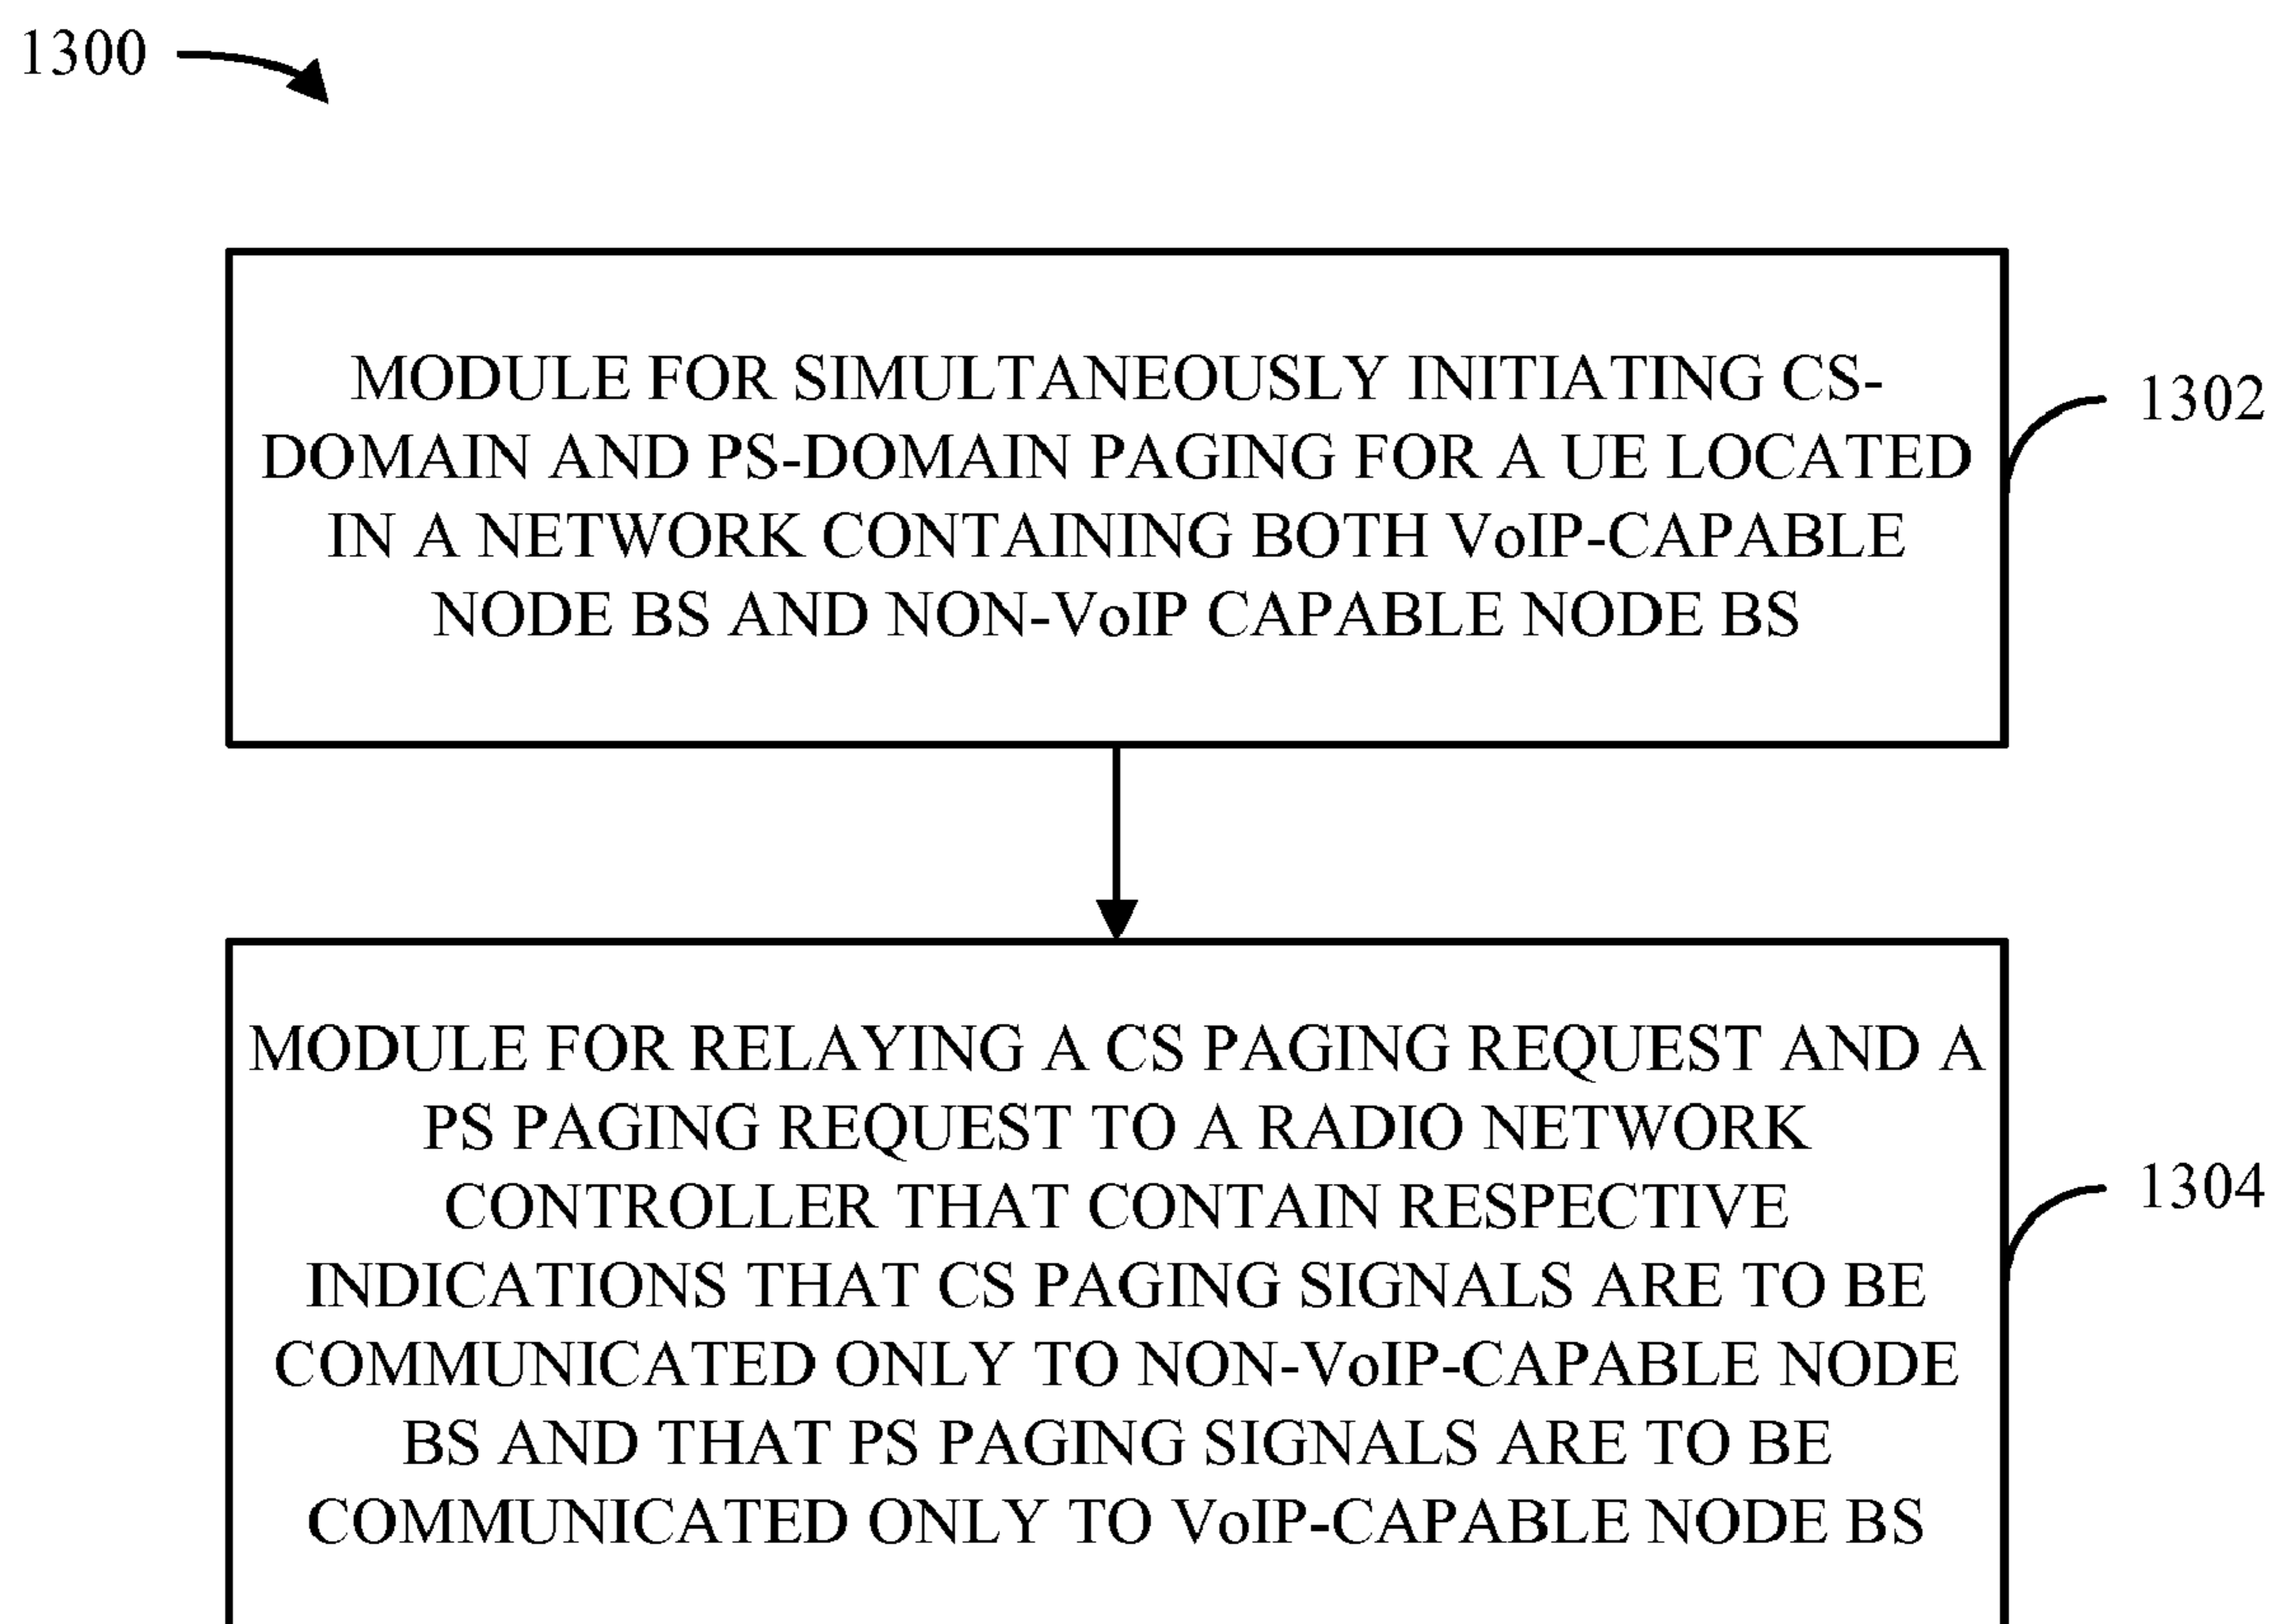 1300
MODULE FOR SIMULTANEOUSLY INITIATING CS-
DOMAIN AND PS-DOMAIN PAGING FOR A UE LOCATED
IN A NETWORK CONTAINING BOTH VoIP-CAPABLE
NODE BS AND NON-VoIP CAPABLE NODE BS
1302
MODULE FOR RELAYING A CS PAGING REQUEST AND A
PS PAGING REQUEST TO A RADIO NETWORK
CONTROLLER THAT CONTAIN RESPECTIVE
INDICATIONS THAT CS PAGING SIGNALS ARE TO BE
COMMUNICATED ONLY TO NON-VoIP-CAPABLE NODE
BS AND THAT PS PAGING SIGNALS ARE TO BE
COMMUNICATED ONLY TO VoIP-CAPABLE NODE BS
1304